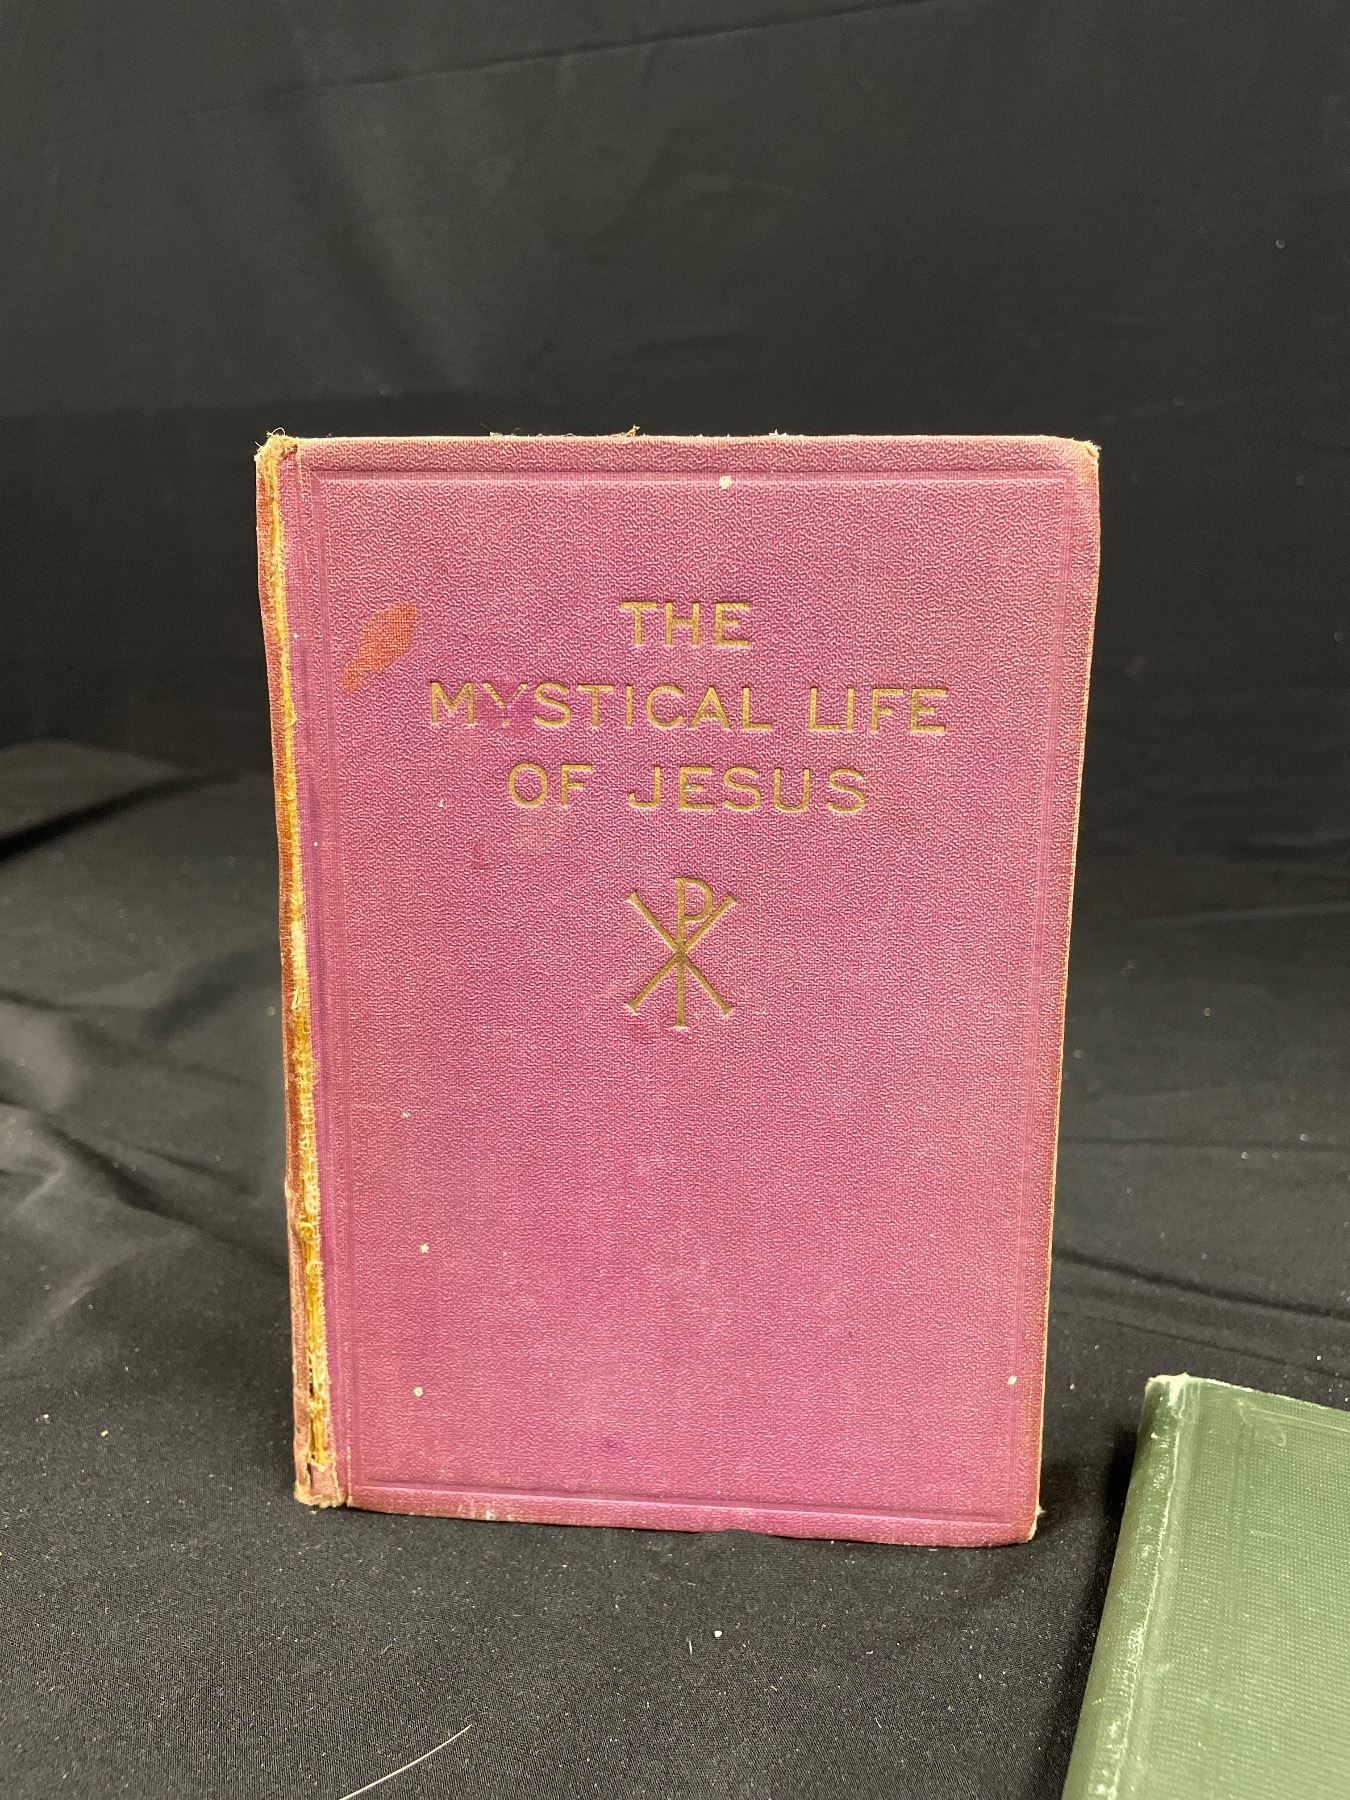 THE
MYSTICAL LIFE
OF JESUS